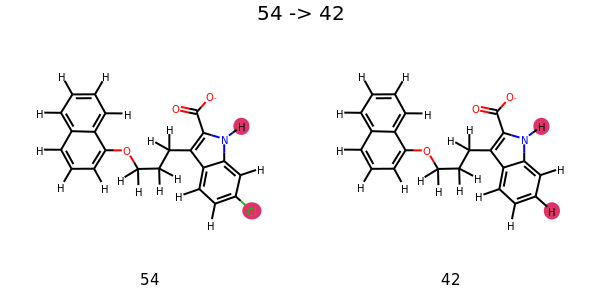 54 -> 42
H H O O- H
H H H H N
H O H H
H H H H H H
H H
O O- H
H H H H N
H O H H
H H H H H H
H H
54 42